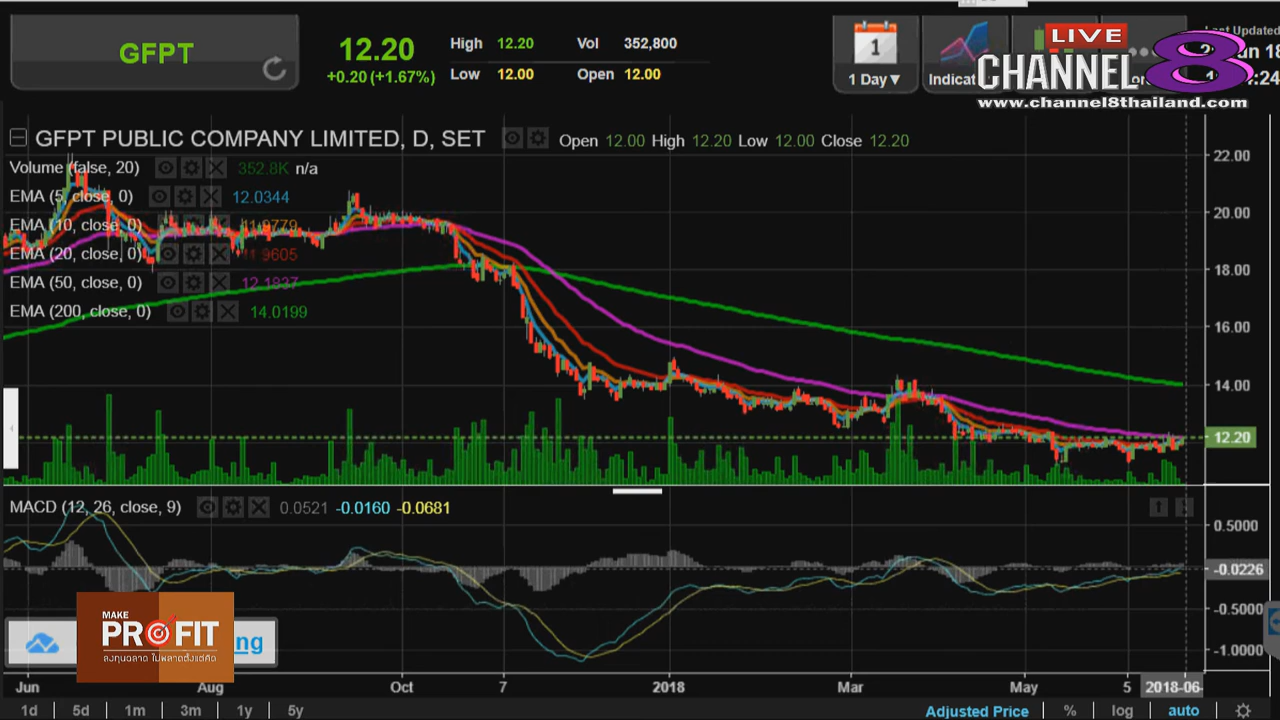 GFPT
12.20
+0.20 (+1.67%)
High 12.20 Vol 352,800
Low 12.00 Open 12.00
1
1 Day▼
LIVE
CHANNEL 8
www.channel8thailand.com
GFPT PUBLIC COMPANY LIMITED, D, SET
Open 12.00 High 12.20 Low 12.00 Close 12.20
Volume (false, 20) 352.8K n/a
EMA (5, close, 0) 12.0344
EMA (10, close, 0) 11.9779
EMA (20, close, 0) 11.9605
EMA (50, close, 0) 12.1837
EMA (200, close, 0) 14.0199
22.00
20.00
18.00
16.00
14.00
12.20
MACD (12, 26, close, 9) 0.0521 -0.0160 -0.0681
0.5000
-0.0226
-0.5000
-1.0000
MAKE
PROFIT
ลงทุนฉลาด ไม่พลาดตั้งแต่คิด
ng
Jun Aug Oct 7 2018 Mar May 5 2018-06-
1d 5d 1m 3m 1y 5y
Adjusted Price % log auto